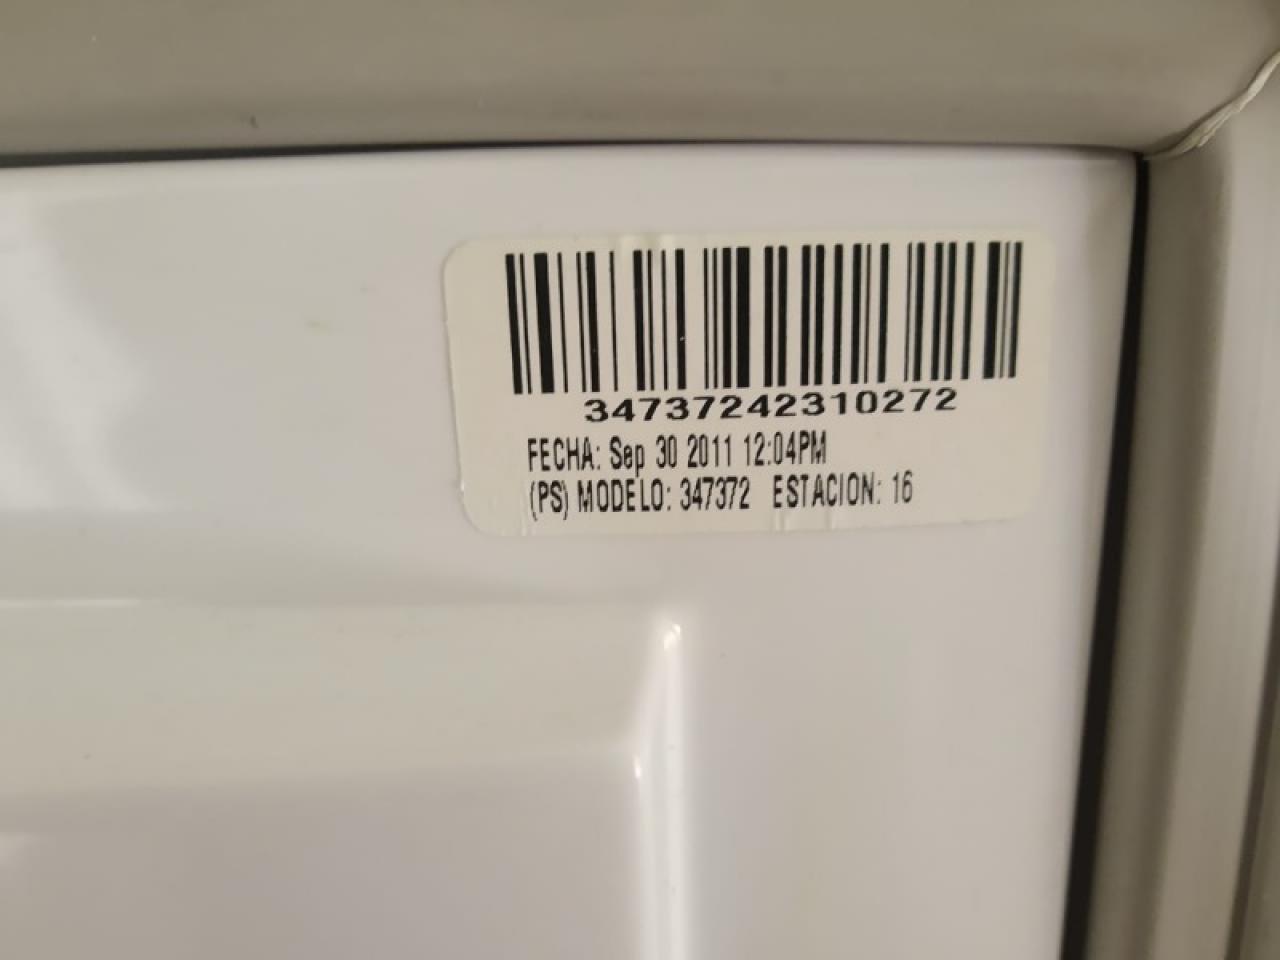 34737242310272
FECHA: Sep 30 2011 12:04PM
(PS) MODELO: 347372 ESTACION: 16